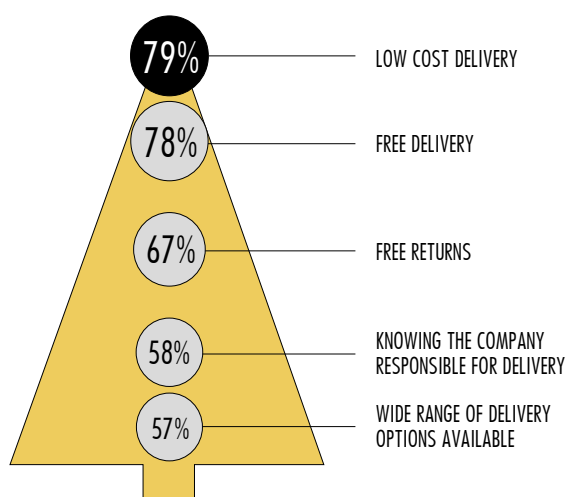 79%
LOW COST DELIVERY
78%
FREE DELIVERY
67%
FREE RETURNS
58%
KNOWING THE COMPANY
RESPONSIBLE FOR DELIVERY
57%
WIDE RANGE OF DELIVERY
OPTIONS AVAILABLE